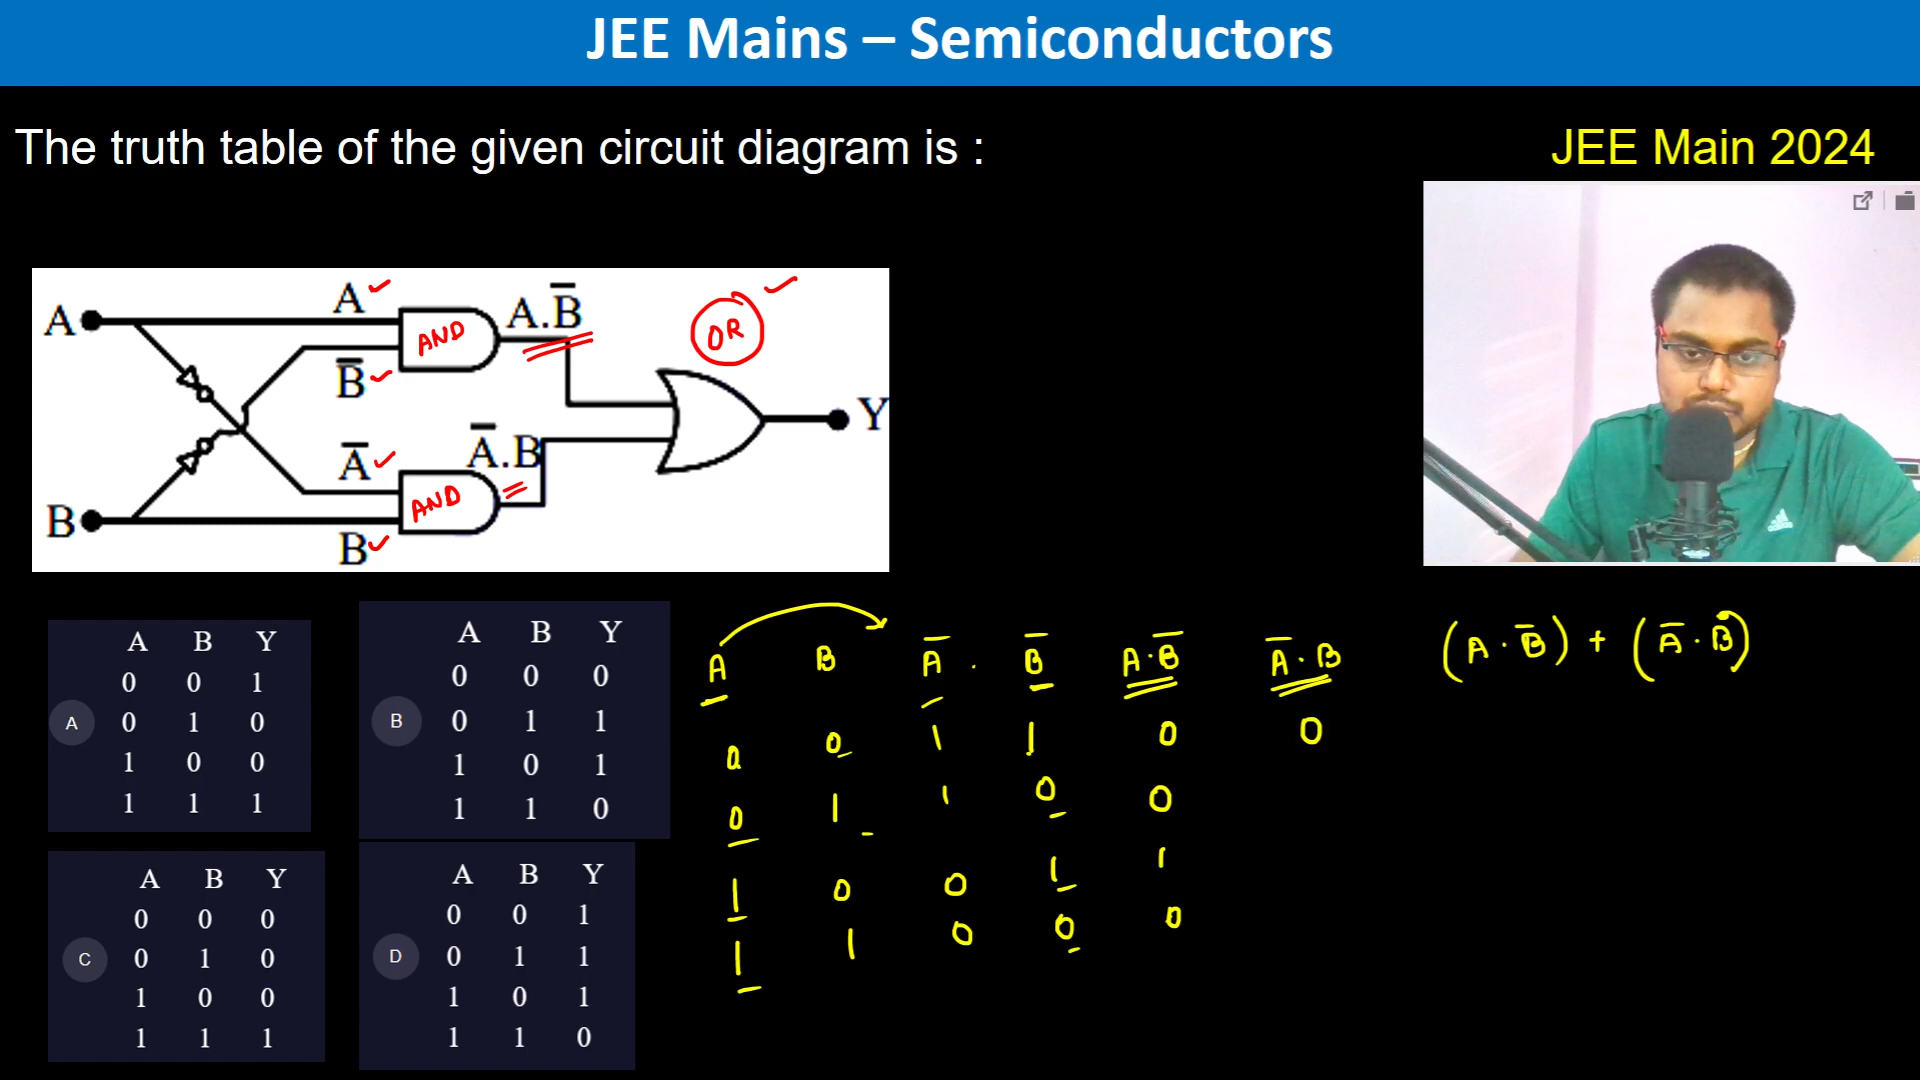 JEE Mains – Semiconductors
The truth table of the given circuit diagram is :
JEE Main 2024
A
A
AND
A.B̅
OR
B̅
Y
A̅
A̅.B
AND
B
B
A
A B Y
0 0 1
0 1 0
1 0 0
1 1 1
B
A B Y
0 0 0
0 1 1
1 0 1
1 1 0
C
A B Y
0 0 0
0 1 0
1 0 0
1 1 1
D
A B Y
0 0 1
0 1 1
1 0 1
1 1 0
A B A̅ . B̅ A·B̅ A̅·B
0 0 1 1 0 0
0 1 1 0 0
1 0 0 1 1
1 1 0 0 0
(A·B̅) + (A̅·B)
adidas